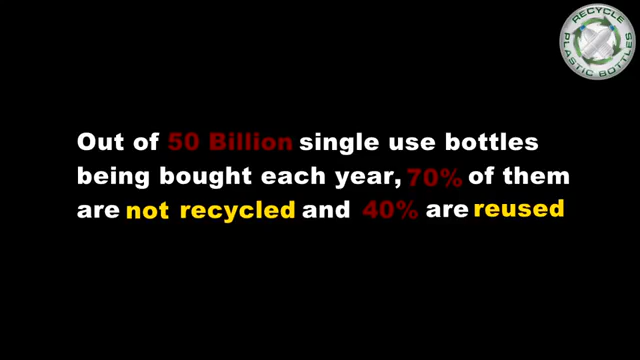 RECYCLE
PLASTIC BOTTLES
Out of 50 Billion single use bottles
being bought each year, 70% of them
are not recycled and 40% are reused